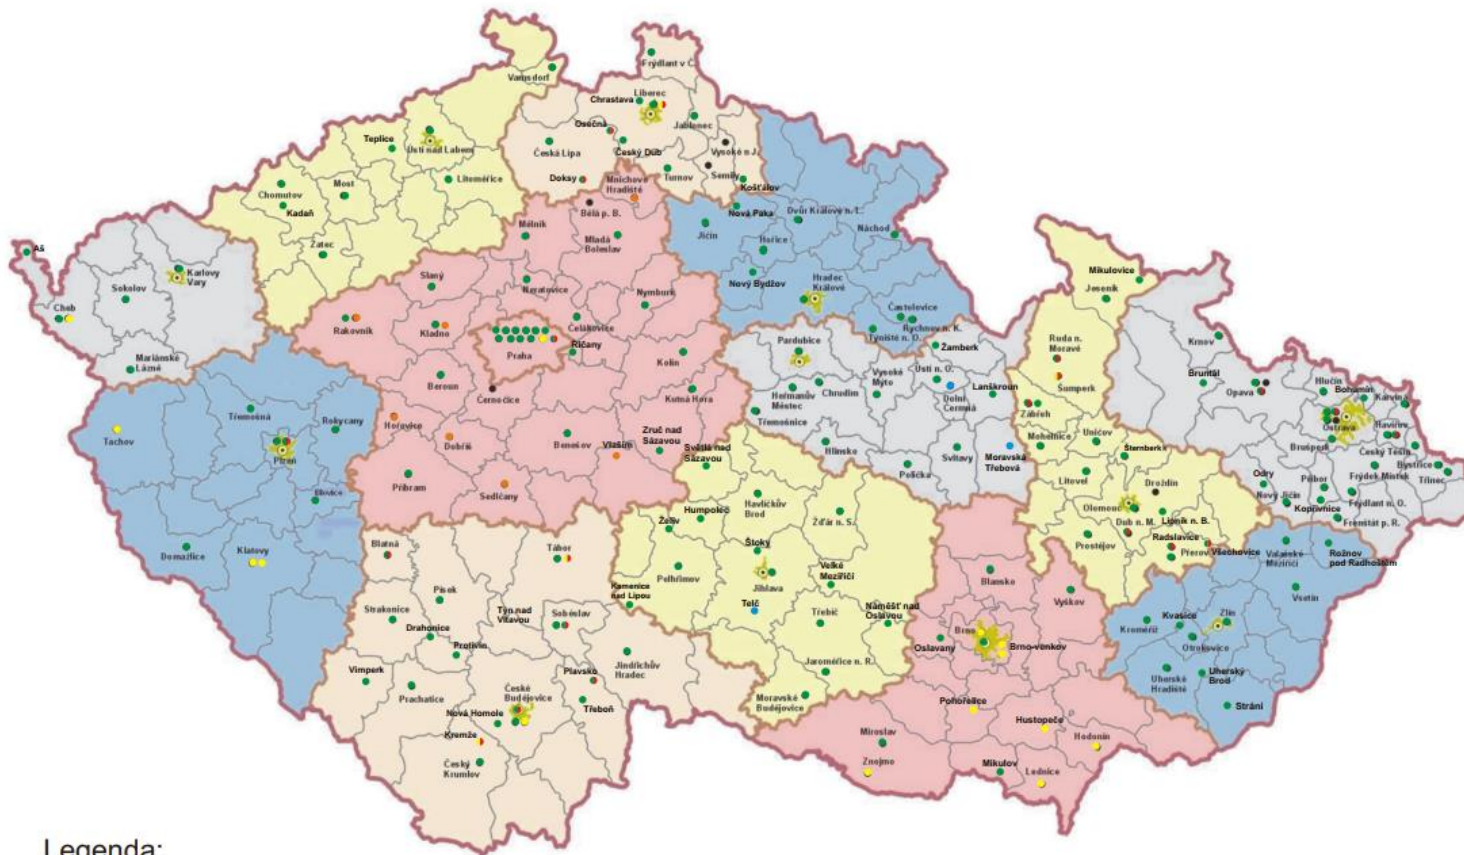 Frýdlant v Č.
Varnsdorf
Liberec
Chrastava
Jablonec
Osečná
Teplice
Ústí nad Labem
Česká Lípa
Český Dub
Vysoké n J.
Semily
Turnov
Litoměřice
Doksy
Mnichovo
Hradiště
Košťálov
Chomutov
Most
Kadaň
Bělá p. B.
Nová Paka
Dvůr Králové n. L.
Mělník
Mladá
Boleslav
Jičín
Hořice
Náchod
Aš
Žatec
Karlovy
Vary
Sokolov
Slaný
Neratovice
Nymburk
Nový Bydžov
Hradec
Králové
Mikulovice
Jeseník
Cheb
Rakovník
Kladno
Čelákovice
Častolovice
Rychnov n. K.
Týniště n. O.
Praha
Říčany
Pardubice
Žamberk
Ruda n.
Moravě
Krnov
Mariánské
Lázně
Kolín
Vysoké
Mýto
Ústí n. O.
Šumperk
Bruntál
Opava
Hlučín
Bohumín
Karviná
Beroun
Černočice
Kutná Hora
Heřmanův
Městec
Chrudim
Dolní
Čermná
Lanškroun
Ostrava
Havířov
Třemošná
Rokycany
Hořovice
Třemošnice
Zábřeh
Brušperk
Český Těšín
Tachov
Plzeň
Dobříš
Benešov
Vlašim
Zruč nad
Sázavou
Světlá nad
Sázavou
Hlinsko
Svitavy
Moravská
Třebová
Mohelnice
Uničov
Šternberk
Bystřice
Příbram
Sedlčany
Polička
Litovel
Droždín
Odry
Příbor
Frýdek Místek
Třinec
Nový Jičín
Kopřivnice
Frýdlant n. O.
Frenštát p. R.
Havlíčkův
Brod
Humpolec
Žďár n. S.
Olomouc
Dub n. M.
Lipník n. B.
Želiv
Štoky
Prostějov
Radslavice
Přerov
Všechovice
Valašské
Meziříčí
Rožnov
pod Radhoštěm
Domažlice
Klatovy
Blatná
Tábor
Pelhřimov
Jihlava
Velké
Meziříčí
Blansko
Vyškov
Vsetín
Písek
Strakonice
Týn nad
Vltavou
Soběslav
Kamenice
nad Lipou
Telč
Třebíč
Náměšť nad
Oslavou
Kroměříž
Kvasice
Zlín
Otrokovice
Drahonice
Protivín
Oslavany
Brno
Brno-venkov
Vimperk
Prachatice
Plavsko
Jindřichův
Hradec
Jaroměřice n. R.
Uherské
Hradiště
Uherský
Brod
České
Budějovice
Nová Homole
Třeboň
Moravské
Budějovice
Pohořelice
Strání
Hustopeče
Křemže
Miroslav
Hodonín
Český
Krumlov
Znojmo
Mikulov
Lednice
Legenda: